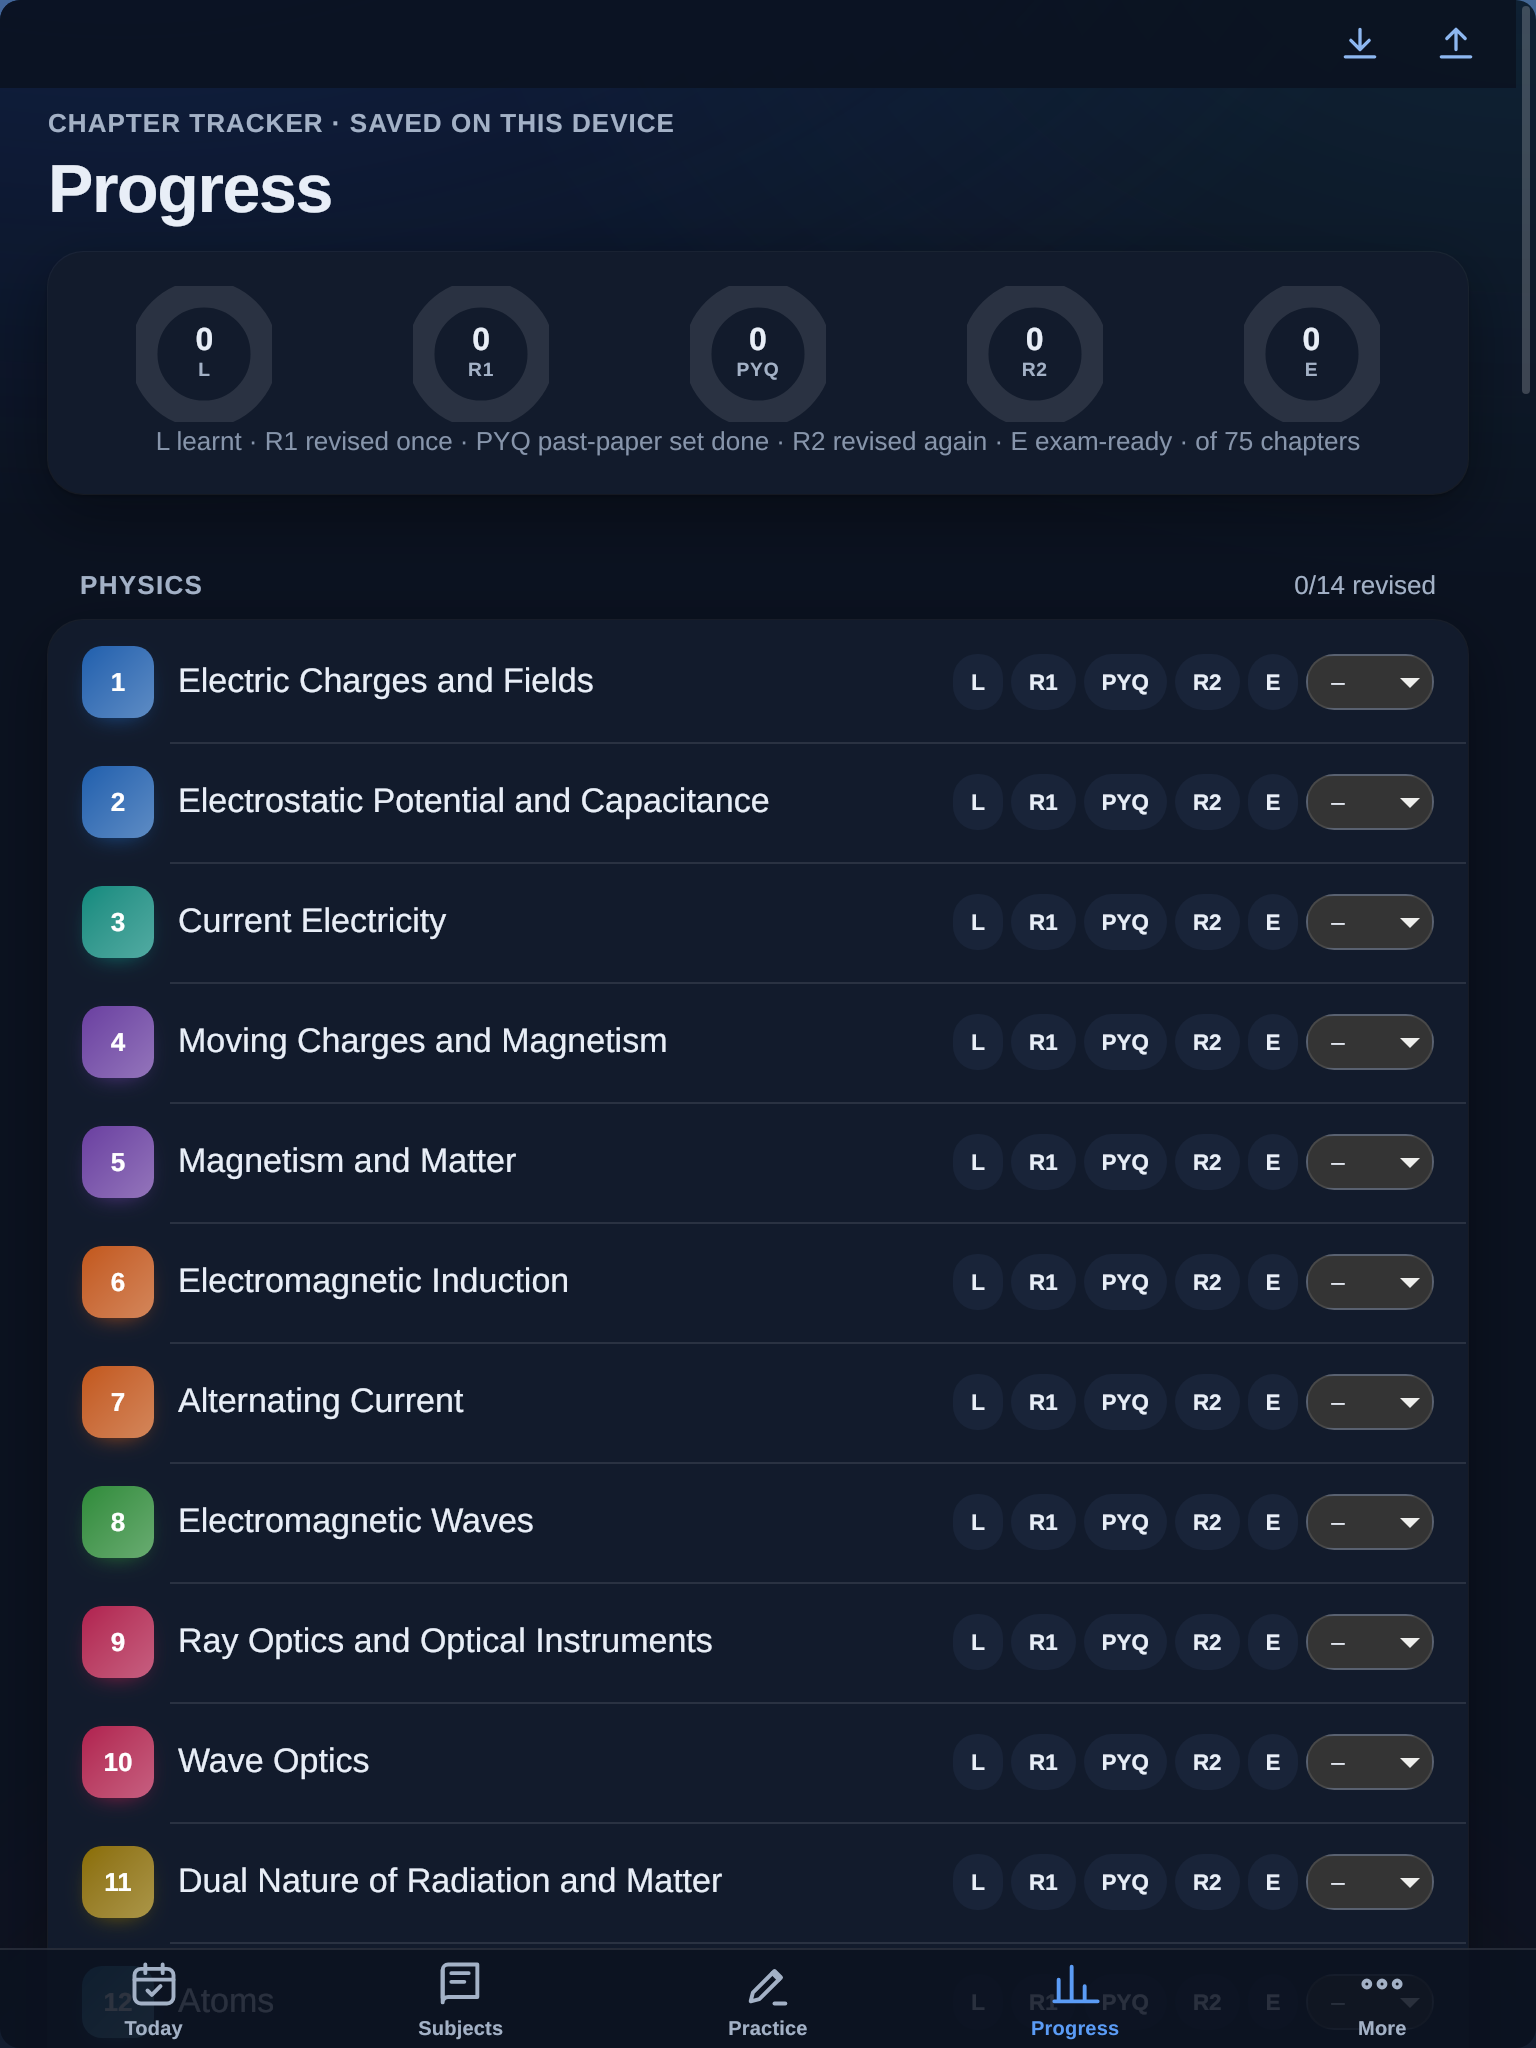 CHAPTER TRACKER · SAVED ON THIS DEVICE
Progress
0 0 0 0 0
L R1 PYQ R2 E
L learnt · R1 revised once · PYQ past-paper set done · R2 revised again · E exam-ready · of 75 chapters
PHYSICS 0/14 revised
1 Electric Charges and Fields L R1 PYQ R2 E –
2 Electrostatic Potential and Capacitance L R1 PYQ R2 E –
3 Current Electricity L R1 PYQ R2 E –
4 Moving Charges and Magnetism L R1 PYQ R2 E –
5 Magnetism and Matter L R1 PYQ R2 E –
6 Electromagnetic Induction L R1 PYQ R2 E –
7 Alternating Current L R1 PYQ R2 E –
8 Electromagnetic Waves L R1 PYQ R2 E –
9 Ray Optics and Optical Instruments L R1 PYQ R2 E –
10 Wave Optics L R1 PYQ R2 E –
11 Dual Nature of Radiation and Matter L R1 PYQ R2 E –
12 Atoms L R1 PYQ R2 E –
Today Subjects Practice Progress More